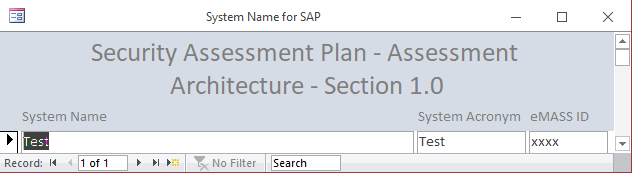 System Name for SAP
Security Assessment Plan - Assessment
Architecture - Section 1.0
System Name System Acronym eMASS ID
Test Test xxxx
Record: 1 of 1 No Filter Search